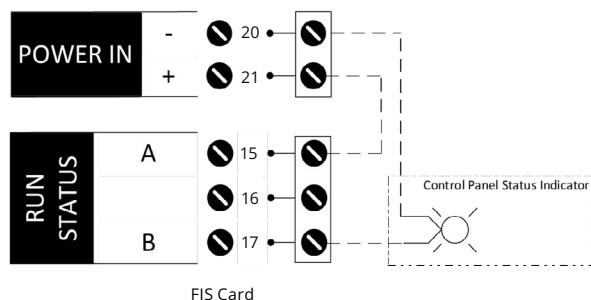 POWER IN
- 20
+ 21
RUN
STATUS
A 15
16
B 17
Control Panel Status Indicator
FIS Card